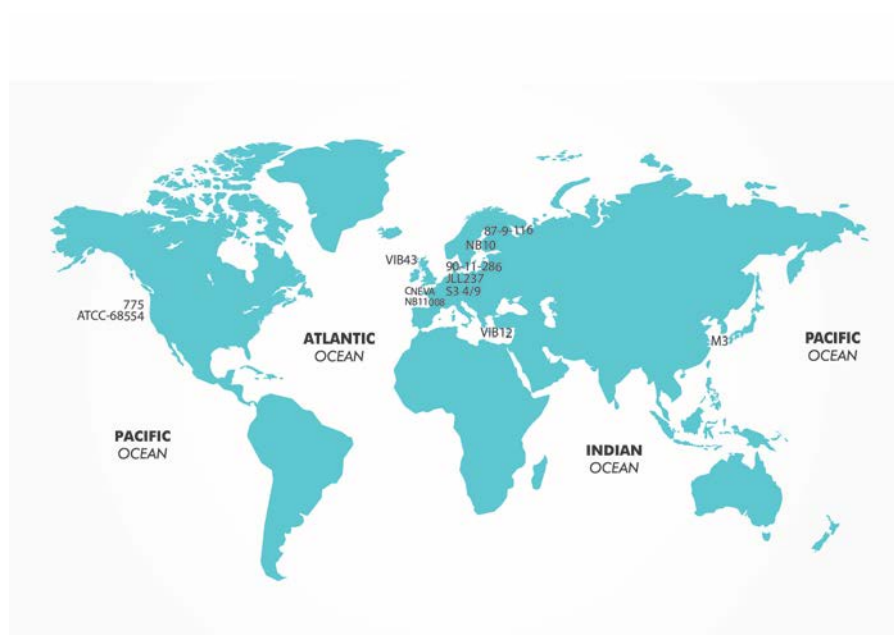 87-9-116
NB10
VIB43
90-11-286
JLL237
CNEVA
S3 4/9
NB11008
775
ATCC-68554
VIB12
ATLANTIC
OCEAN
M3
PACIFIC
OCEAN
PACIFIC
OCEAN
INDIAN
OCEAN